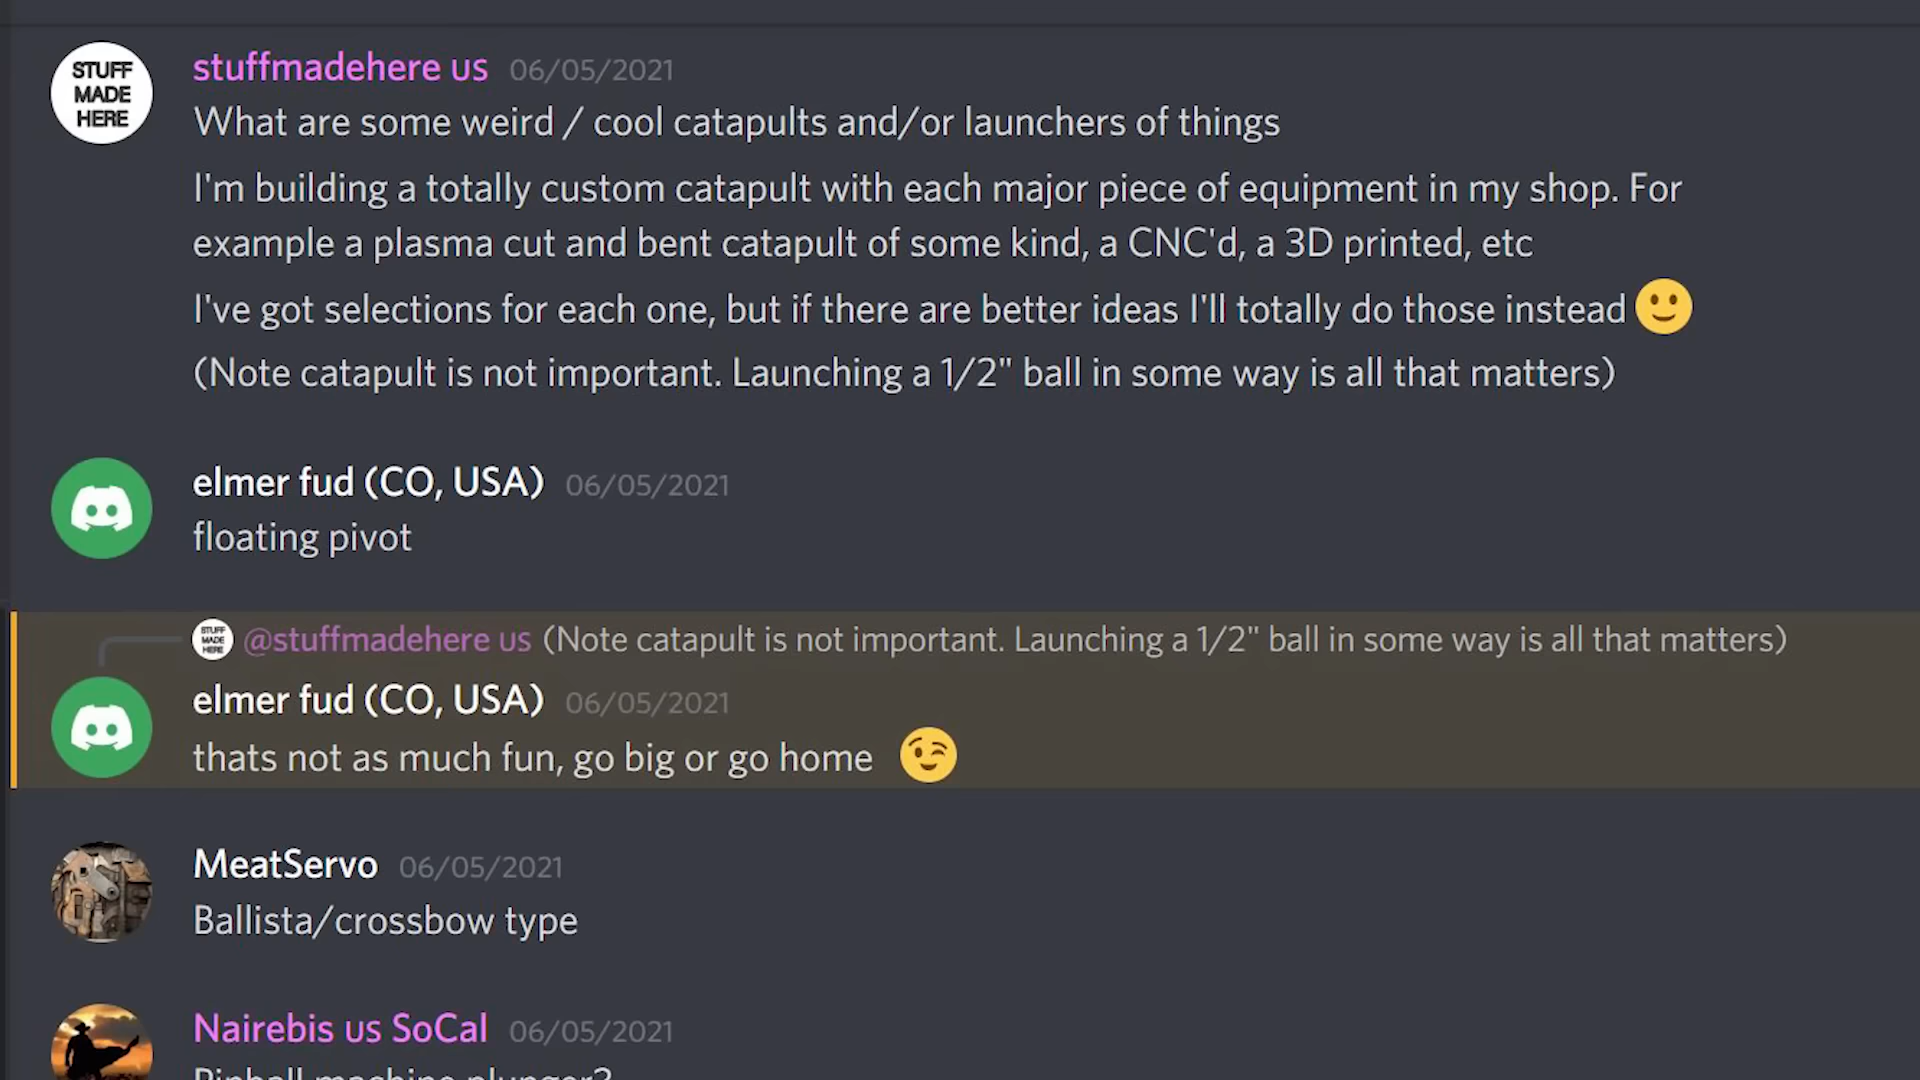 STUFF
MADE
HERE
stuffmadehere US 06/05/2021
What are some weird / cool catapults and/or launchers of things
I'm building a totally custom catapult with each major piece of equipment in my shop. For
example a plasma cut and bent catapult of some kind, a CNC'd, a 3D printed, etc
I've got selections for each one, but if there are better ideas I'll totally do those instead
(Note catapult is not important. Launching a 1/2" ball in some way is all that matters)
elmer fud (CO, USA) 06/05/2021
floating pivot
STUFF
MADE
HERE
@stuffmadehere US (Note catapult is not important. Launching a 1/2" ball in some way is all that matters)
elmer fud (CO, USA) 06/05/2021
thats not as much fun, go big or go home
MeatServo 06/05/2021
Ballista/crossbow type
Nairebis US SoCal 06/05/2021
Pinball machine plunger?